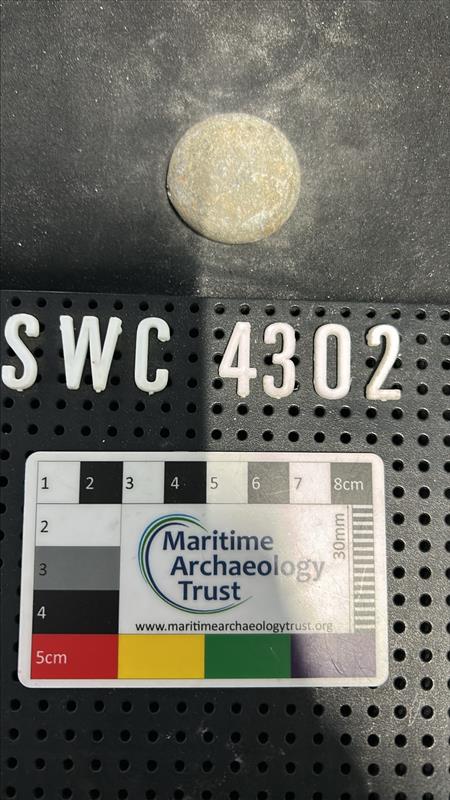 SWC 4302
1 2 3 4 5 6 7 8cm
2
3
4
5cm
30mm
Maritime
Archaeology
Trust
www.maritimearchaeologytrust.org